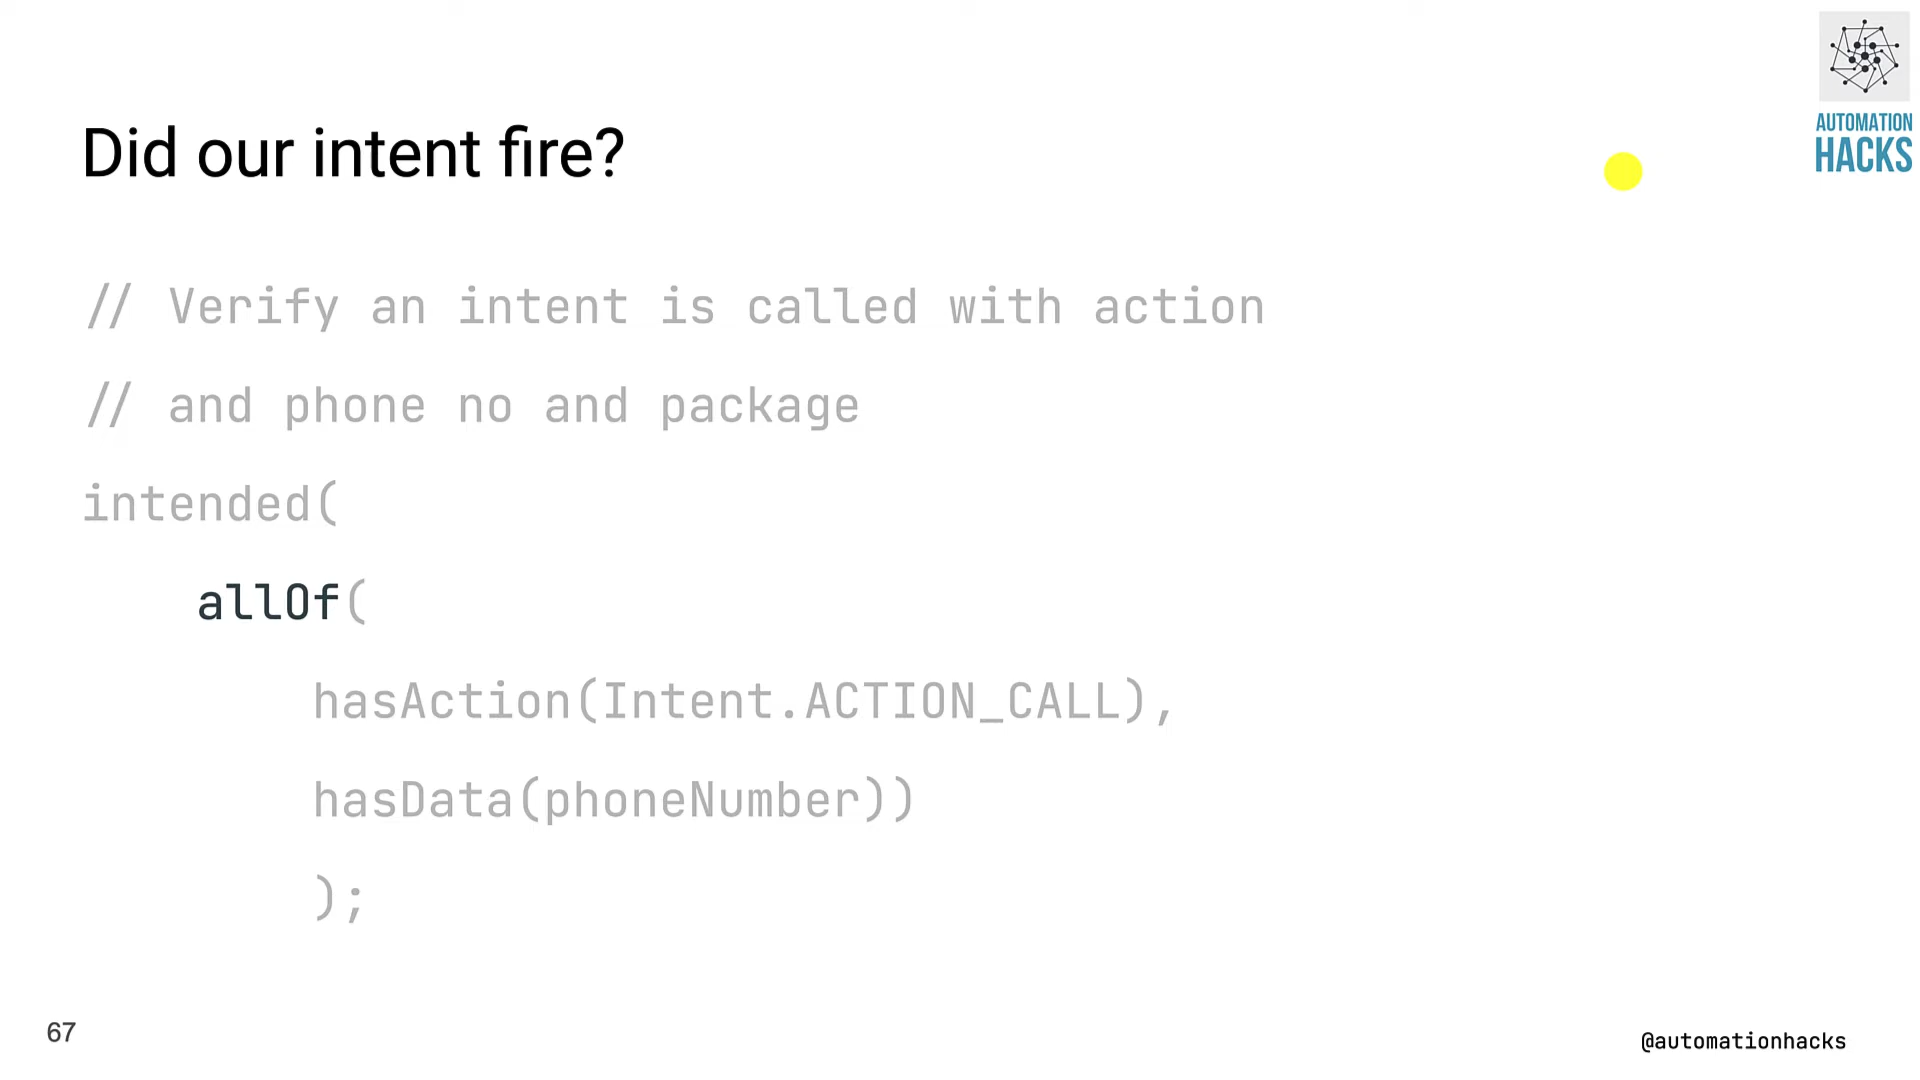 AUTOMATION
HACKS
Did our intent fire?
// Verify an intent is called with action
// and phone no and package
intended(
allOf(
hasAction(Intent.ACTION_CALL),
hasData(phoneNumber))
);
67
@automationhacks